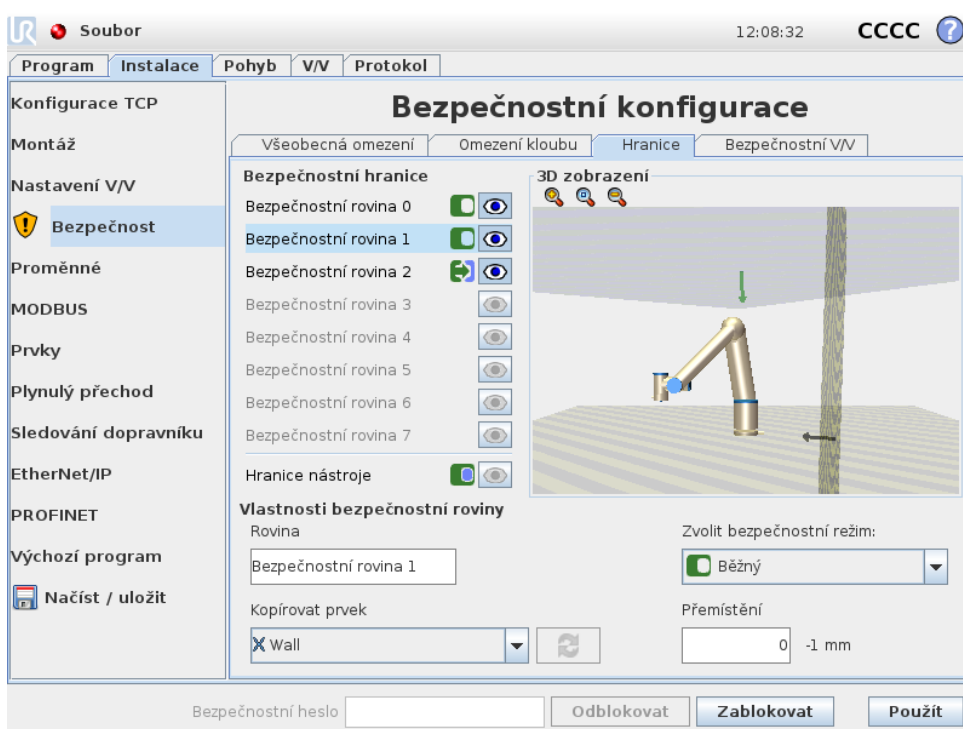 UR Soubor 12:08:32 CCCC ?
Program Instalace Pohyb V/V Protokol
Konfigurace TCP
Montáž
Nastavení V/V
Bezpečnost
Proměnné
MODBUS
Prvky
Plynulý přechod
Sledování dopravníku
EtherNet/IP
PROFINET
Výchozí program
Načíst / uložit
Bezpečnostní konfigurace
Všeobecná omezení Omezení kloubu Hranice Bezpečnostní V/V
Bezpečnostní hranice
Bezpečnostní rovina 0
Bezpečnostní rovina 1
Bezpečnostní rovina 2
Bezpečnostní rovina 3
Bezpečnostní rovina 4
Bezpečnostní rovina 5
Bezpečnostní rovina 6
Bezpečnostní rovina 7
Hranice nástroje
3D zobrazení
Vlastnosti bezpečnostní roviny
Rovina
Bezpečnostní rovina 1
Kopírovat prvek
Wall
Zvolit bezpečnostní režim:
Běžný
Přemístění
0 -1 mm
Bezpečnostní heslo Odblokovat Zablokovat Použít